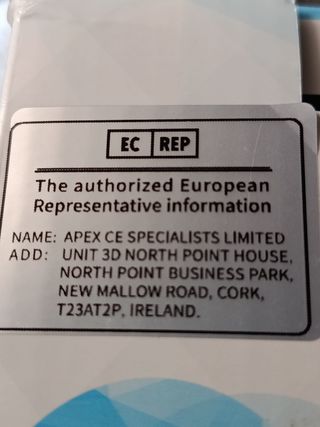 EC REP
The authorized European
Representative information
NAME: APEX CE SPECIALISTS LIMITED
ADD: UNIT 3D NORTH POINT HOUSE,
NORTH POINT BUSINESS PARK,
NEW MALLOW ROAD, CORK,
T23AT2P, IRELAND.